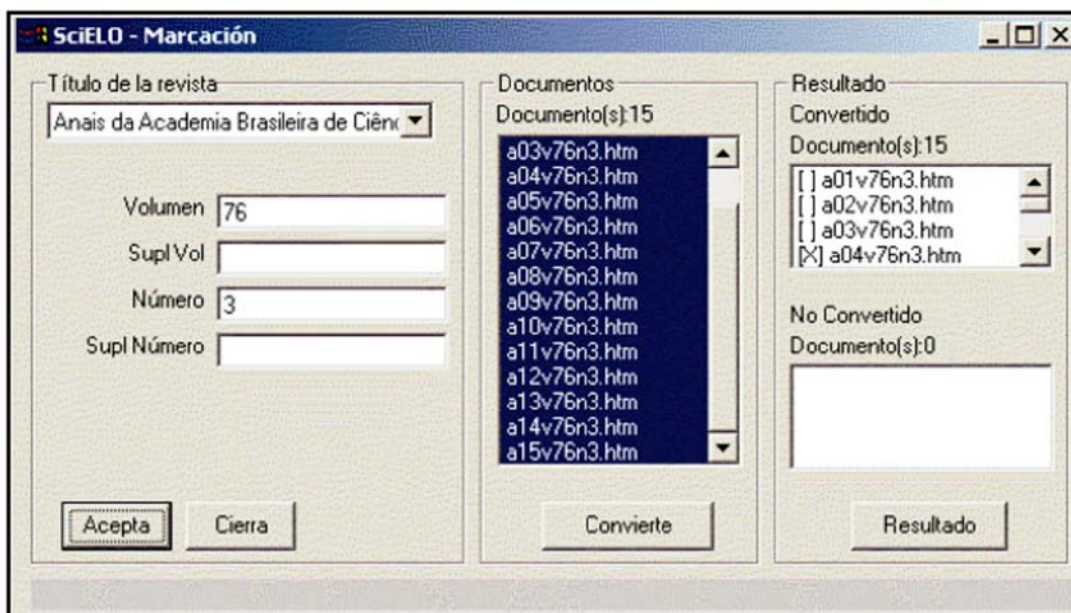 SciELO - Marcación
Título de la revista
Anais da Academia Brasileira de Ciênc
Volumen 76
Supl Vol
Número 3
Supl Número
Acepta
Cierra
Documentos
Documento(s):15
a03v76n3.htm
a04v76n3.htm
a05v76n3.htm
a06v76n3.htm
a07v76n3.htm
a08v76n3.htm
a09v76n3.htm
a10v76n3.htm
a11v76n3.htm
a12v76n3.htm
a13v76n3.htm
a14v76n3.htm
a15v76n3.htm
Convierte
Resultado
Convertido
Documento(s):15
[ ] a01v76n3.htm
[ ] a02v76n3.htm
[ ] a03v76n3.htm
[X] a04v76n3.htm
No Convertido
Documento(s):0
Resultado